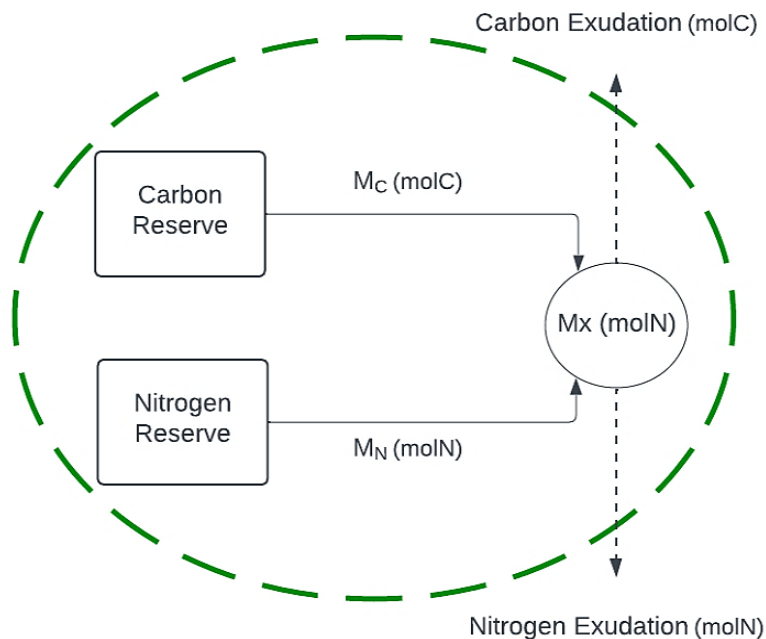 Carbon Exudation (molC)
Carbon
Reserve
MC (molC)
Mx (molN)
Nitrogen
Reserve
MN (molN)
Nitrogen Exudation (molN)